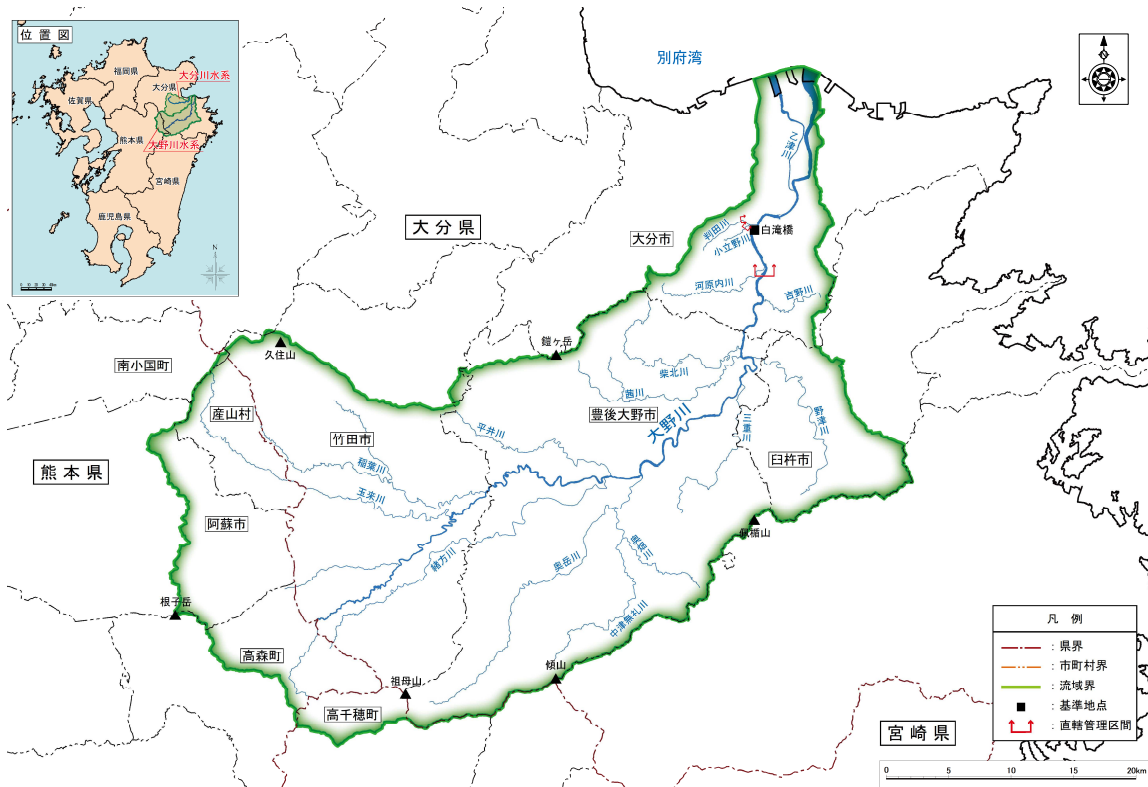 位置図
福岡県
大分県
大分川水系
佐賀県
熊本県
大野川水系
宮崎県
鹿児島県
N
別府湾
N
乙津川
大分県
大分市
判田川
小立野川
白滝橋
河原内川
吉野川
久住山
鎧ヶ岳
南小国町
柴北川
茜川
産山村
豊後大野市
大野川
三重川
野津川
竹田市
平井川
臼杵市
熊本県
稲葉川
玉来川
阿蘇市
佩楯山
緒方川
奥岳川
根子岳
中津無礼川
高森町
祖母山
傾山
高千穂町
宮崎県
凡 例
:県界
:市町村界
:流域界
:基準地点
:直轄管理区間
0 5 10 15 20km